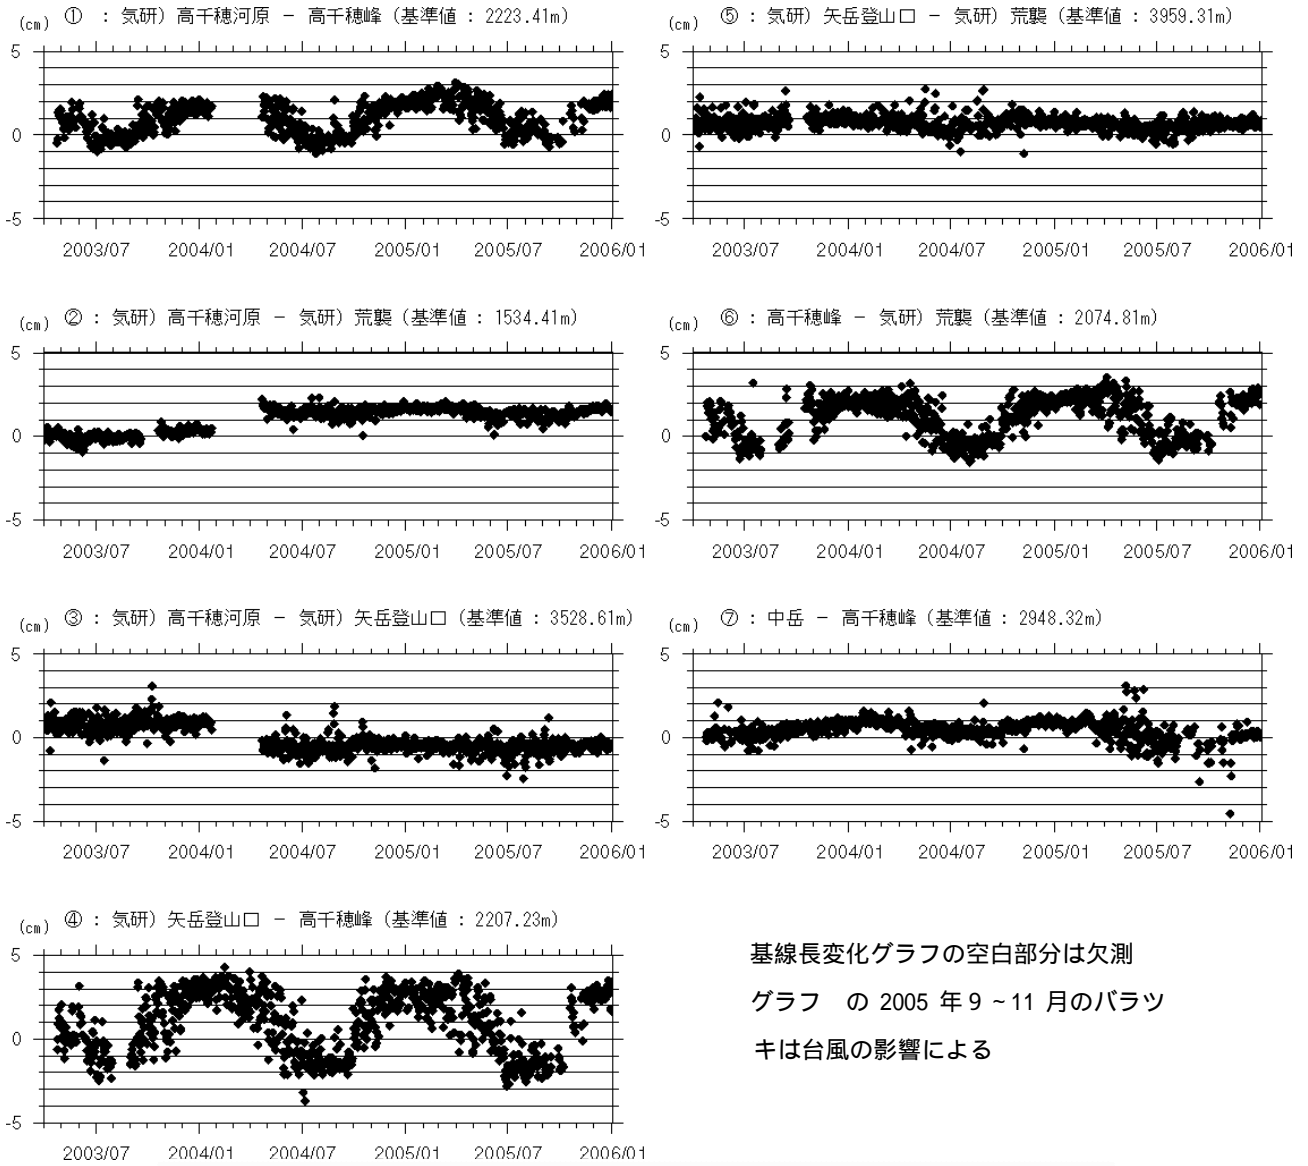 ① : 気研) 高千穂河原 - 高千穂峰 (基準値 : 2223.41m)
(cm)
5
0
-5
2003/07 2004/01 2004/07 2005/01 2005/07 2006/01
② : 気研) 高千穂河原 - 気研) 荒襲 (基準値 : 1534.41m)
(cm)
5
0
-5
2003/07 2004/01 2004/07 2005/01 2005/07 2006/01
③ : 気研) 高千穂河原 - 気研) 矢岳登山口 (基準値 : 3528.61m)
(cm)
5
0
-5
2003/07 2004/01 2004/07 2005/01 2005/07 2006/01
④ : 気研) 矢岳登山口 - 高千穂峰 (基準値 : 2207.23m)
(cm)
5
0
-5
2003/07 2004/01 2004/07 2005/01 2005/07 2006/01
⑤ : 気研) 矢岳登山口 - 気研) 荒襲 (基準値 : 3959.31m)
(cm)
5
0
-5
2003/07 2004/01 2004/07 2005/01 2005/07 2006/01
⑥ : 高千穂峰 - 気研) 荒襲 (基準値 : 2074.81m)
(cm)
5
0
-5
2003/07 2004/01 2004/07 2005/01 2005/07 2006/01
⑦ : 中岳 - 高千穂峰 (基準値 : 2948.32m)
(cm)
5
0
-5
2003/07 2004/01 2004/07 2005/01 2005/07 2006/01
基線長変化グラフの空白部分は欠測
グラフ の 2005 年9~11 月のバラツ
キは台風の影響による